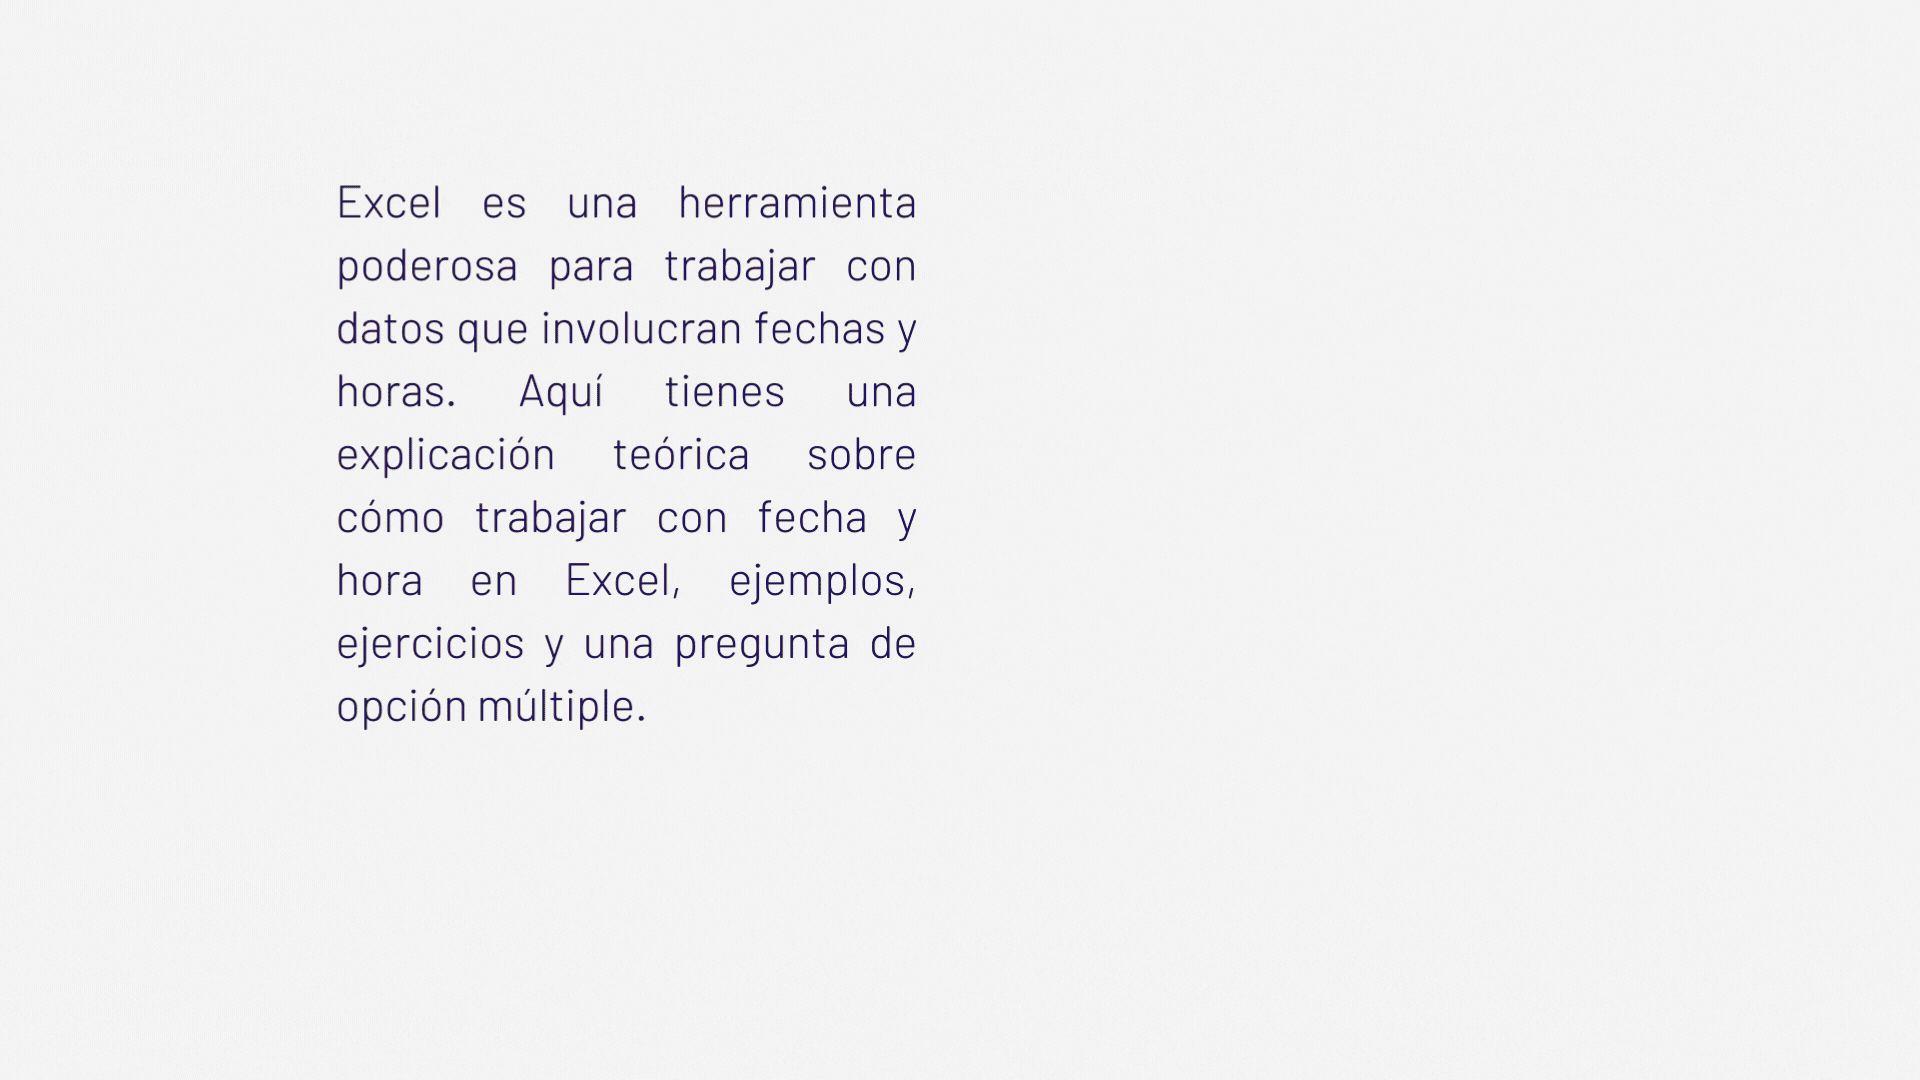 Excel es una herramienta
poderosa para trabajar con
datos que involucran fechas y
horas. Aquí tienes una
explicación teórica sobre
cómo trabajar con fecha y
hora en Excel, ejemplos,
ejercicios y una pregunta de
opción múltiple.